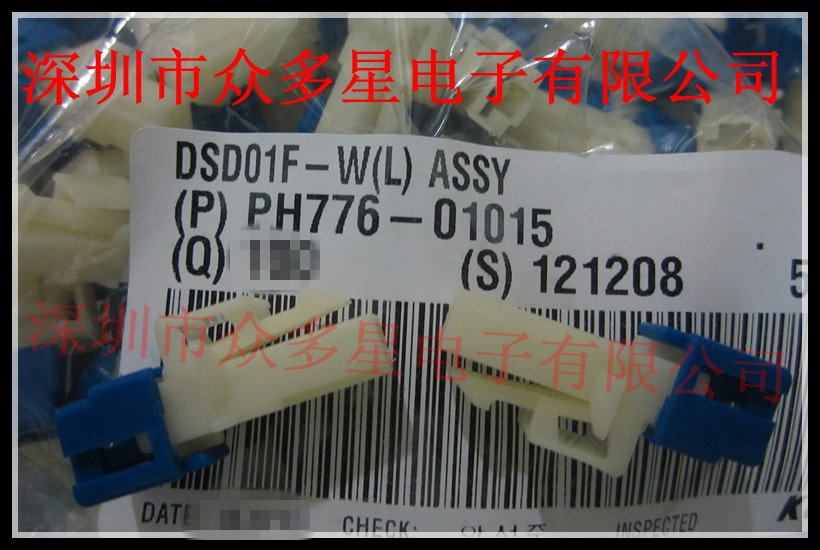 深圳市众多星电子有限公司
DSD01F-W(L) ASSY
(P) PH776-01015
(Q)
(S) 121208
5
深圳市众多星电子有限公司
DATE
CHECK:
INSPECTED
K